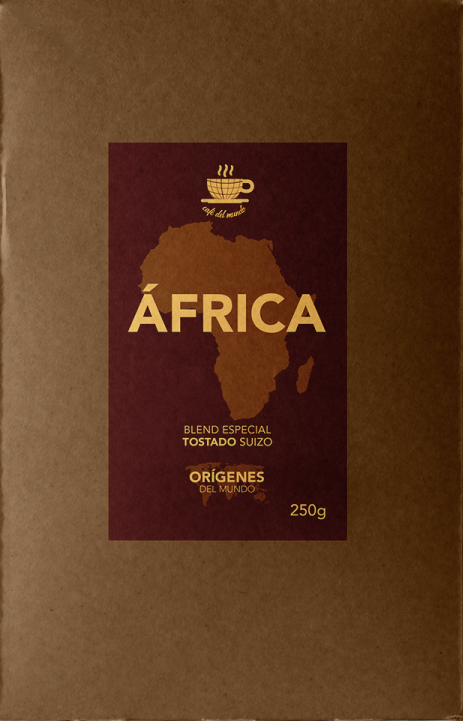 café del mundo
ÁFRICA
BLEND ESPECIAL
TOSTADO SUIZO
ORÍGENES
DEL MUNDO
250g